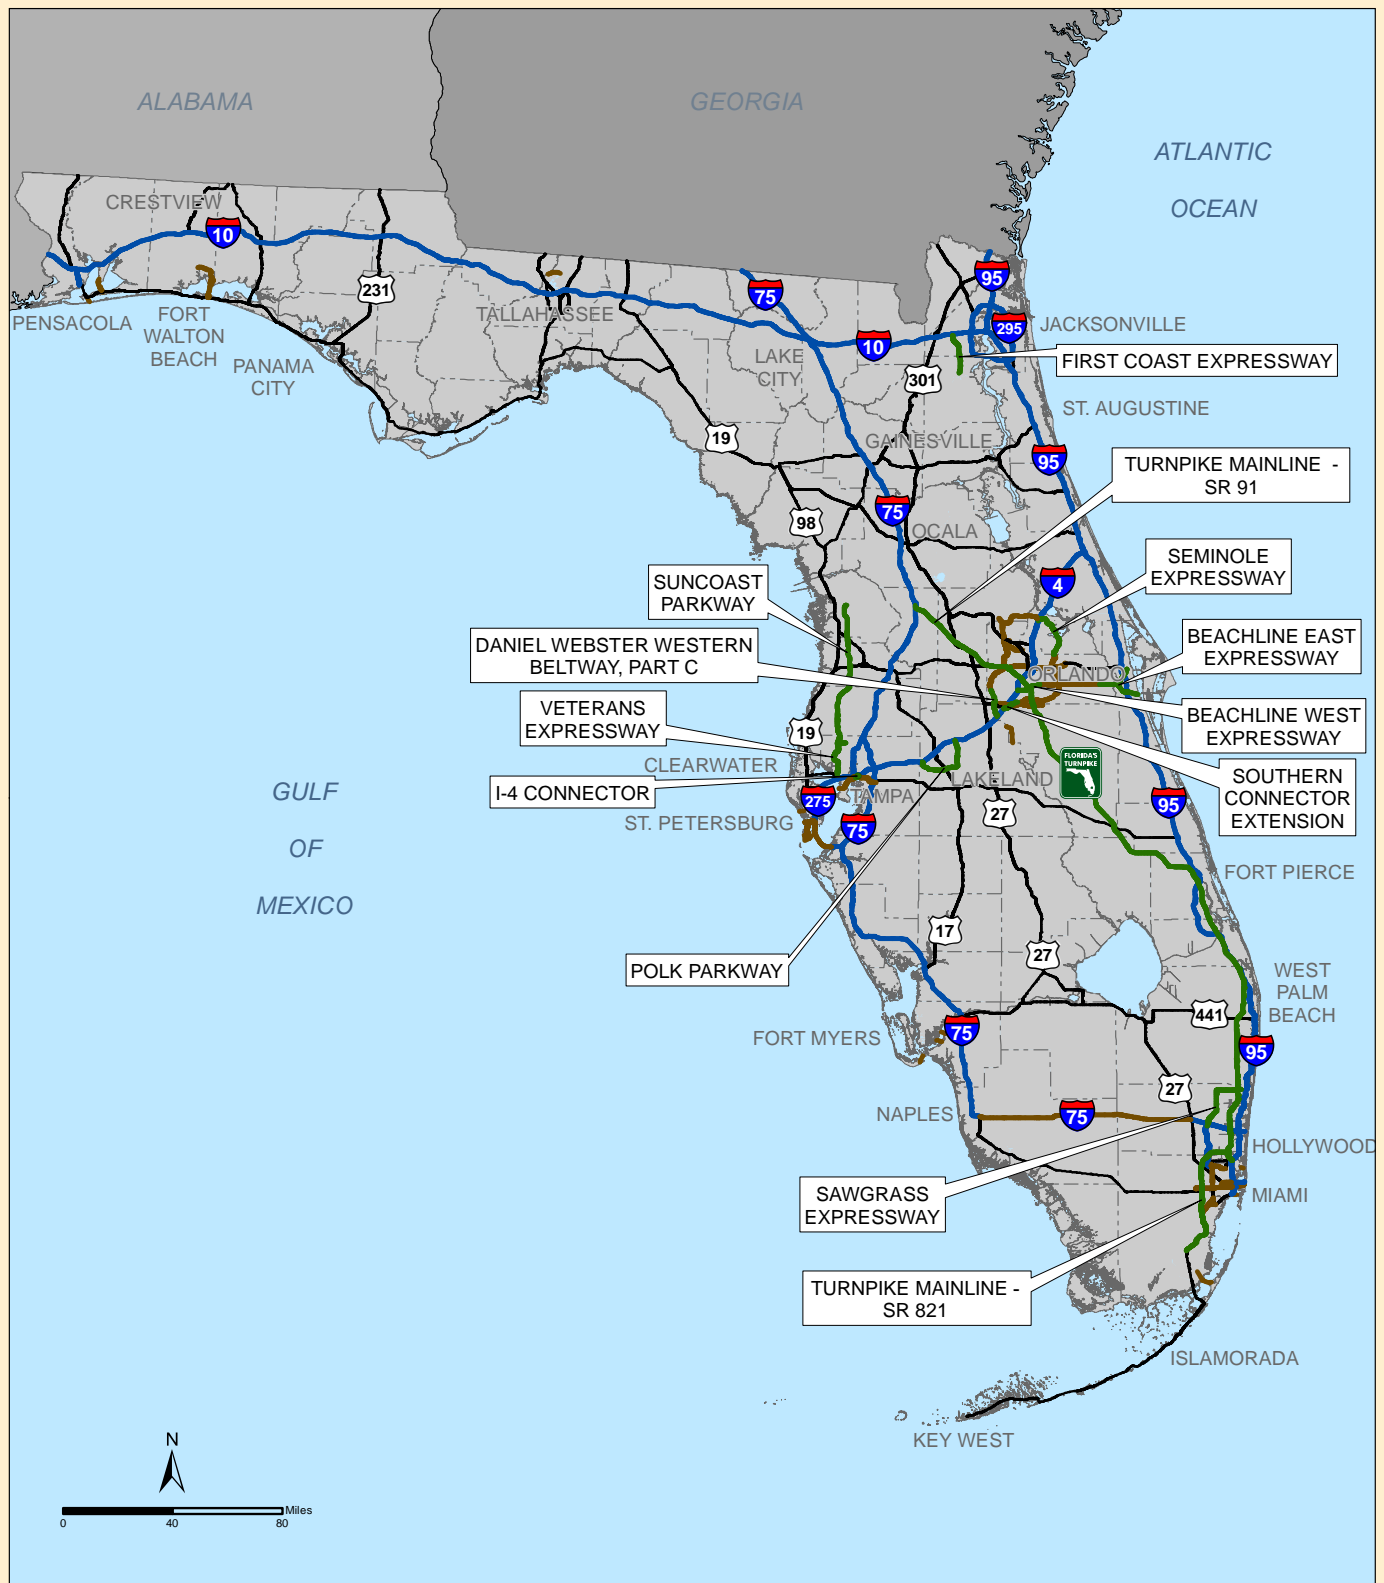 ALABAMA
GEORGIA
ATLANTIC
OCEAN
CRESTVIEW
10
231
PENSACOLA
FORT
WALTON
BEACH
PANAMA
CITY
TALLAHASSEE
75
LAKE
CITY
10
95
295
JACKSONVILLE
FIRST COAST EXPRESSWAY
301
ST. AUGUSTINE
19
GAINESVILLE
95
TURNPIKE MAINLINE -
SR 91
98
75
OCALA
SEMINOLE
EXPRESSWAY
4
SUNCOAST
PARKWAY
DANIEL WEBSTER WESTERN
BELTWAY, PART C
BEACHLINE EAST
EXPRESSWAY
ORLANDO
VETERANS
EXPRESSWAY
19
BEACHLINE WEST
EXPRESSWAY
FLORIDA'S
TURNPIKE
CLEARWATER
LAKELAND
SOUTHERN
CONNECTOR
EXTENSION
I-4 CONNECTOR
275
TAMPA
95
27
ST. PETERSBURG
75
GULF
OF
MEXICO
FORT PIERCE
17
27
POLK PARKWAY
WEST
PALM
BEACH
441
FORT MYERS
75
95
27
NAPLES
75
HOLLYWOOD
SAWGRASS
EXPRESSWAY
MIAMI
TURNPIKE MAINLINE -
SR 821
ISLAMORADA
KEY WEST
N
Miles
0 40 80